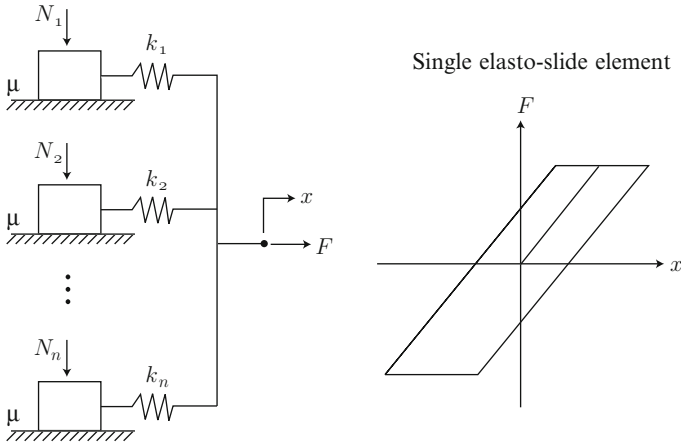 N₁
k₁
μ
N₂
k₂
μ
x
F
Nₙ
kₙ
μ
Single elasto-slide element
F
x